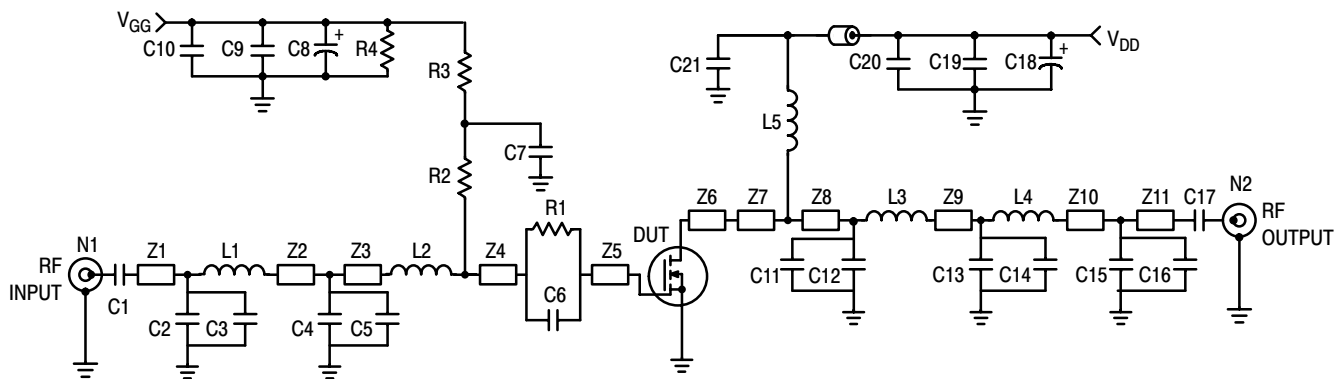 VGG
C10
C9
C8
+
R4
R3
C7
R2
C21
L5
C20
C19
C18
+
VDD
N1
RF
INPUT
C1
Z1
L1
Z2
Z3
L2
Z4
R1
C6
Z5
DUT
C2
C3
C4
C5
Z6
Z7
Z8
L3
Z9
L4
Z10
Z11
C17
N2
RF
OUTPUT
C11
C12
C13
C14
C15
C16